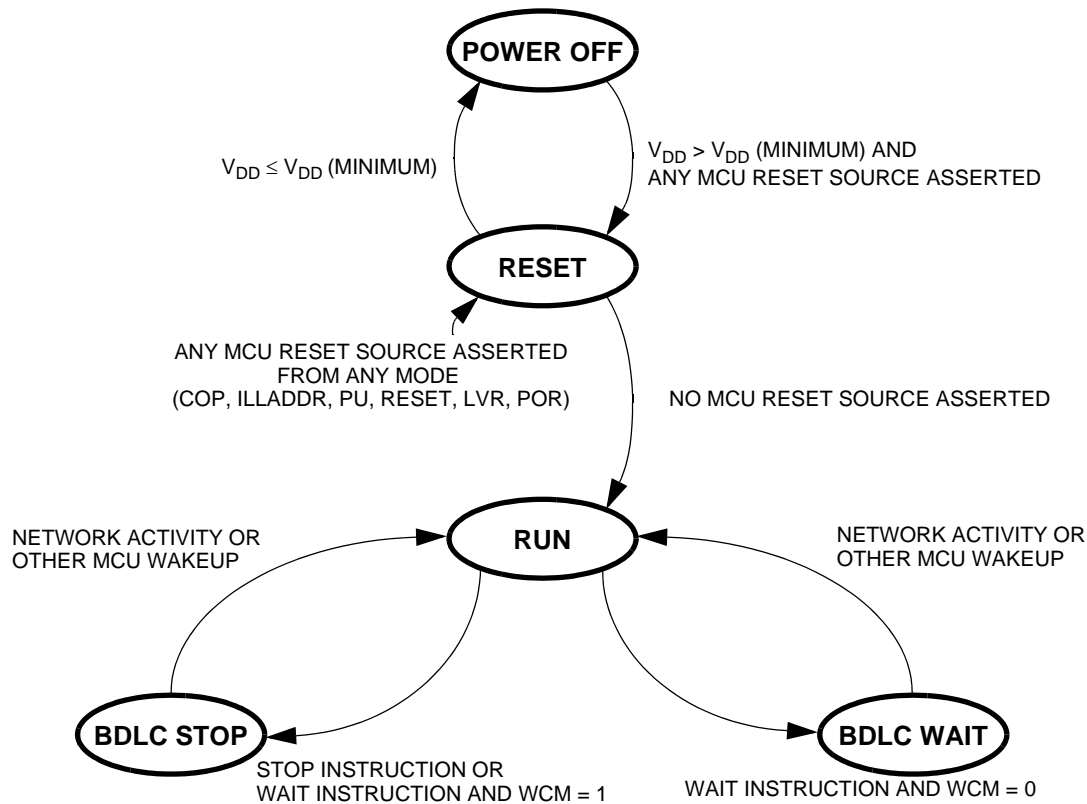 POWER OFF
V_DD ≤ V_DD (MINIMUM)
V_DD > V_DD (MINIMUM) AND
ANY MCU RESET SOURCE ASSERTED
RESET
ANY MCU RESET SOURCE ASSERTED
FROM ANY MODE
(COP, ILLADDR, PU, RESET, LVR, POR)
NO MCU RESET SOURCE ASSERTED
NETWORK ACTIVITY OR
OTHER MCU WAKEUP
RUN
NETWORK ACTIVITY OR
OTHER MCU WAKEUP
BDLC STOP
BDLC WAIT
STOP INSTRUCTION OR
WAIT INSTRUCTION AND WCM = 1
WAIT INSTRUCTION AND WCM = 0